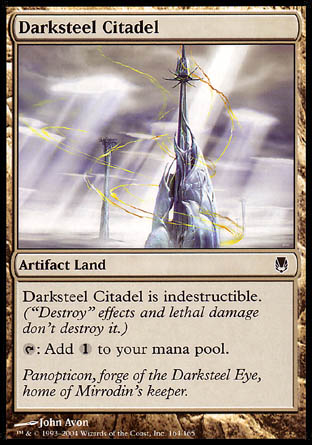 Darksteel Citadel
Artifact Land
Darksteel Citadel is indestructible.
("Destroy" effects and lethal damage
don't destroy it.)
: Add 1 to your mana pool.
Panopticon, forge of the Darksteel Eye,
home of Mirrodin's keeper.
John Avon
™ & © 1993–2004 Wizards of the Coast, Inc. 164/165